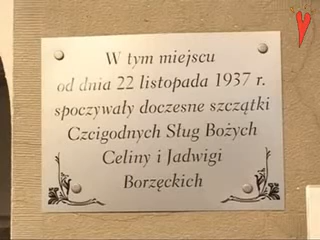 W tym miejscu
od dnia 22 listopada 1937 r.
spoczywały doczesne szczątki
Czcigodnych Sług Bożych
Celiny i Jadwigi
Borzęckich